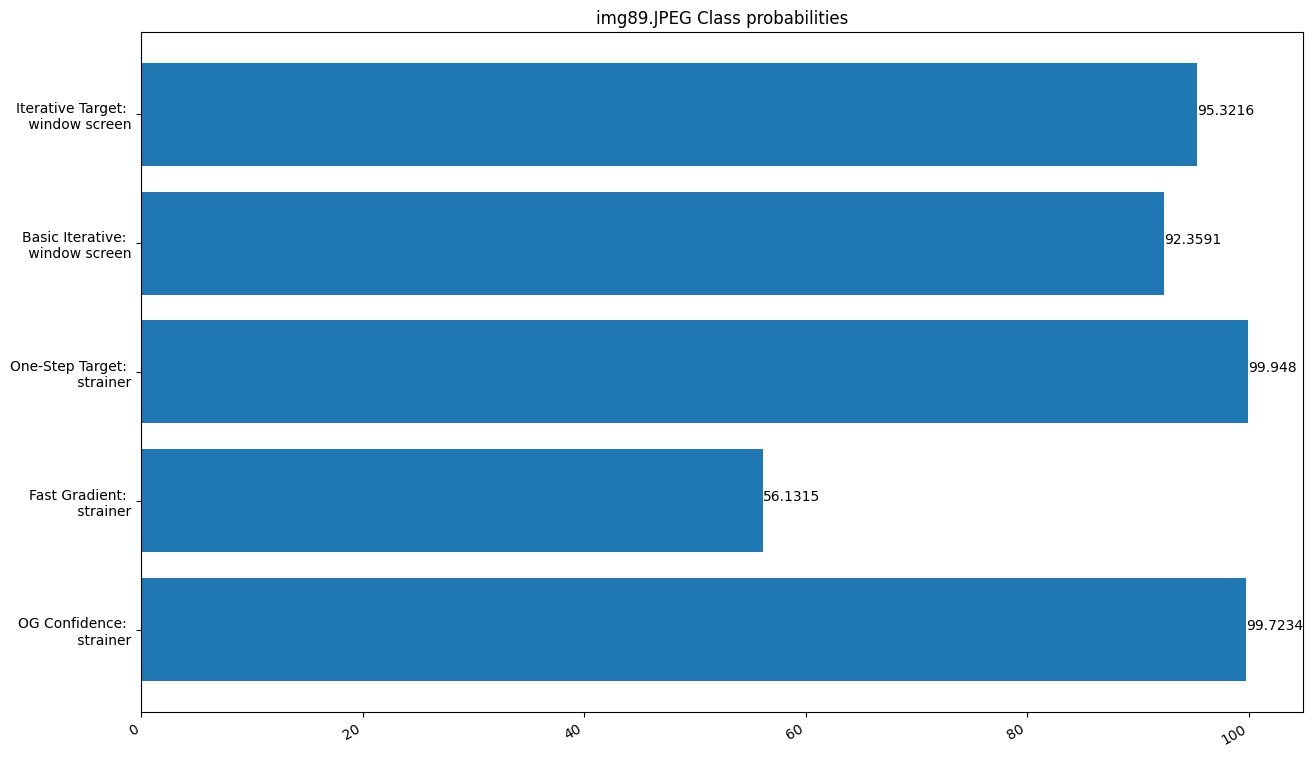 img89.JPEG Class probabilities
Iterative Target:
window screen
95.3216
Basic Iterative:
window screen
92.3591
One-Step Target:
strainer
99.948
Fast Gradient:
strainer
56.1315
OG Confidence:
strainer
99.7234
0
20
40
60
80
100